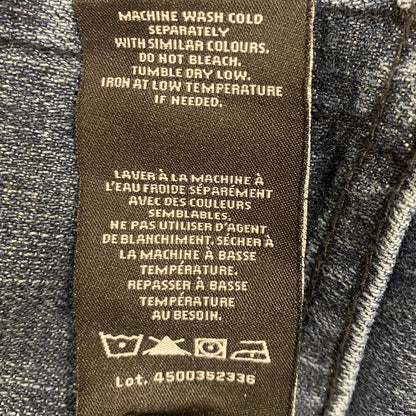 MACHINE WASH COLD
SEPARATELY
WITH SIMILAR COLOURS.
DO NOT BLEACH.
TUMBLE DRY LOW.
IRON AT LOW TEMPERATURE
IF NEEDED.
LAVER À LA MACHINE À
L'EAU FROIDE SÉPARÉMENT
AVEC DES COULEURS
SEMBLABLES.
NE PAS UTILISER D'AGENT
DE BLANCHIMENT. SÉCHER À
LA MACHINE À BASSE
TEMPÉRATURE.
REPASSER À BASSE
TEMPÉRATURE
AU BESOIN.
Lot. 4500352336